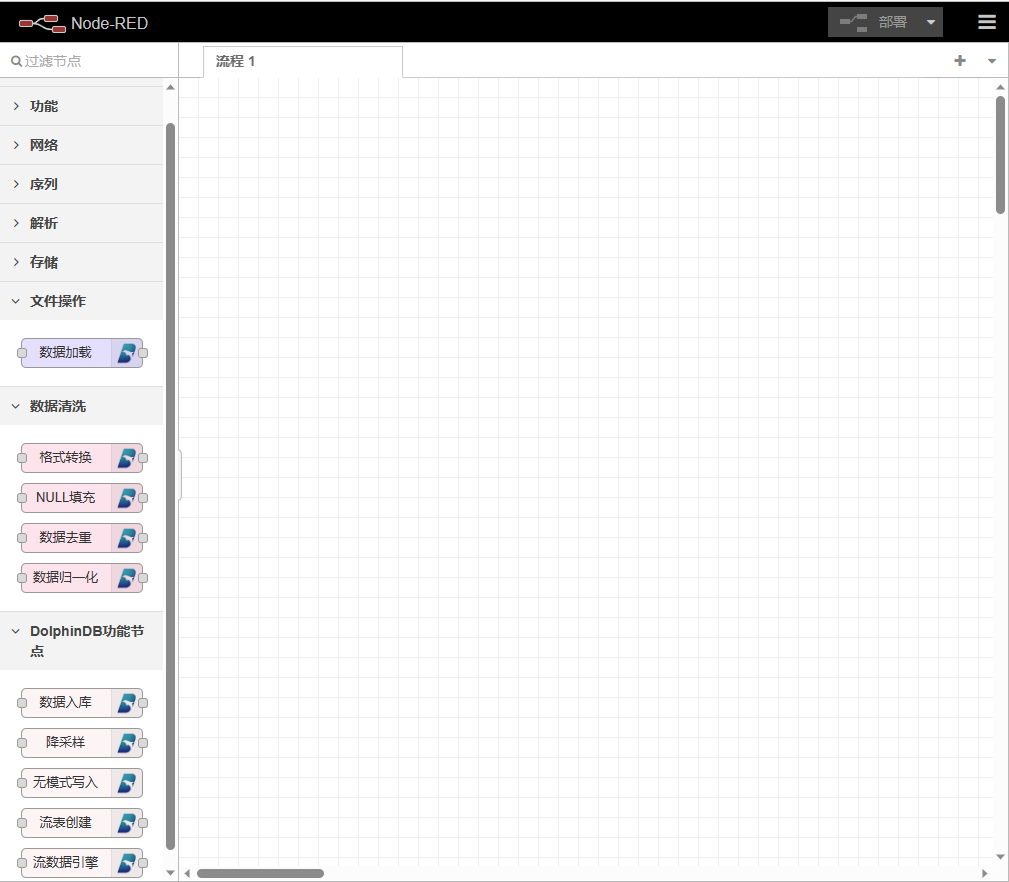 Node-RED
部署
过滤节点
流程 1
功能
网络
序列
解析
存储
文件操作
数据加载
数据清洗
格式转换
NULL填充
数据去重
数据归一化
DolphinDB功能节
点
数据入库
降采样
无模式写入
流表创建
流数据引擎